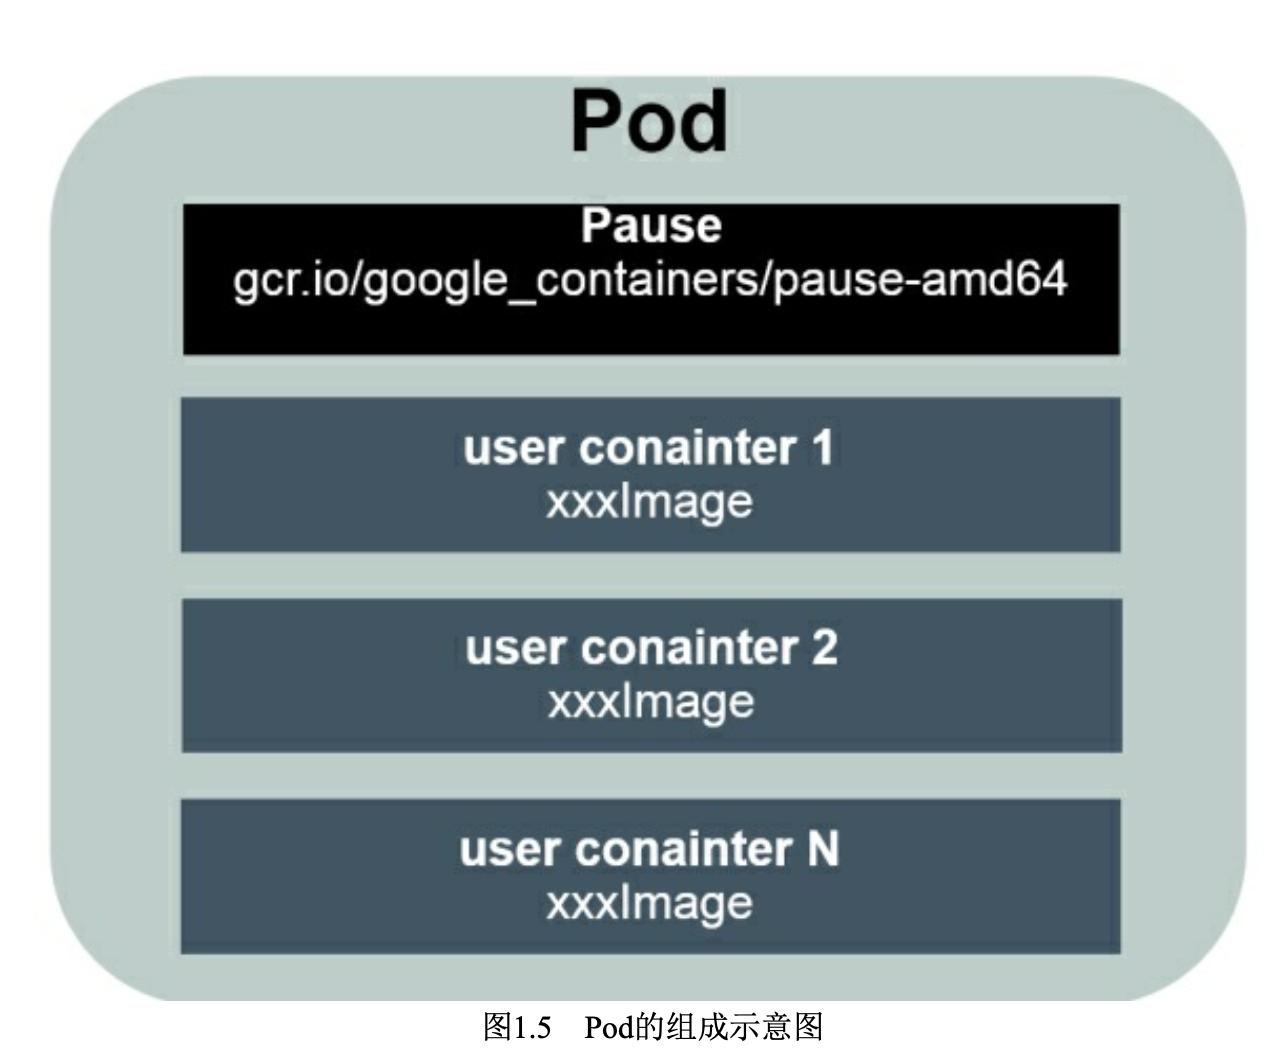 Pod
Pause
gcr.io/google_containers/pause-amd64
user conainter 1
xxxImage
user conainter 2
xxxImage
user conainter N
xxxImage
图1.5 Pod的组成示意图